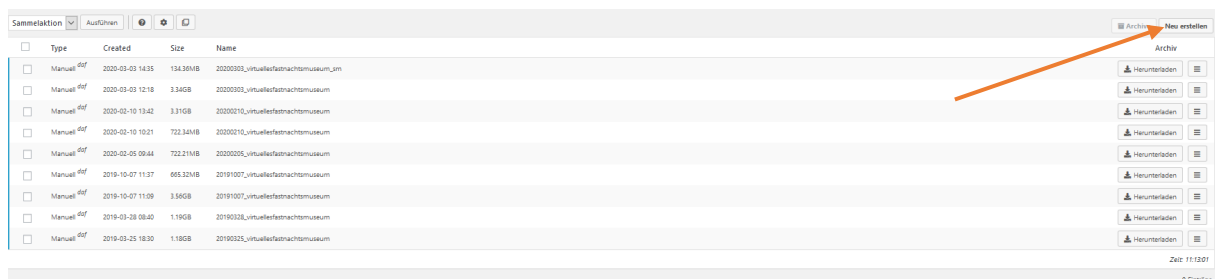 Sammelaktion Ausführen Archive Neu erstellen
Type Created Size Name Archiv
Manuell daf 2020-03-03 14:35 134.36MB 20200303_virtuellesfastnachtsmuseum_sm Herunterladen
Manuell daf 2020-03-03 12:18 3.34GB 20200303_virtuellesfastnachtsmuseum Herunterladen
Manuell daf 2020-02-10 13:42 3.31GB 20200210_virtuellesfastnachtsmuseum Herunterladen
Manuell daf 2020-02-10 10:21 722.34MB 20200210_virtuellesfastnachtsmuseum Herunterladen
Manuell daf 2020-02-05 09:44 722.21MB 20200205_virtuellesfastnachtsmuseum Herunterladen
Manuell daf 2019-10-07 11:37 665.32MB 20191007_virtuellesfastnachtsmuseum Herunterladen
Manuell daf 2019-10-07 11:09 3.56GB 20191007_virtuellesfastnachtsmuseum Herunterladen
Manuell daf 2019-03-28 08:40 1.19GB 20190328_virtuellesfastnachtsmuseum Herunterladen
Manuell daf 2019-03-25 18:30 1.18GB 20190325_virtuellesfastnachtsmuseum Herunterladen
Zeit: 11:13:01